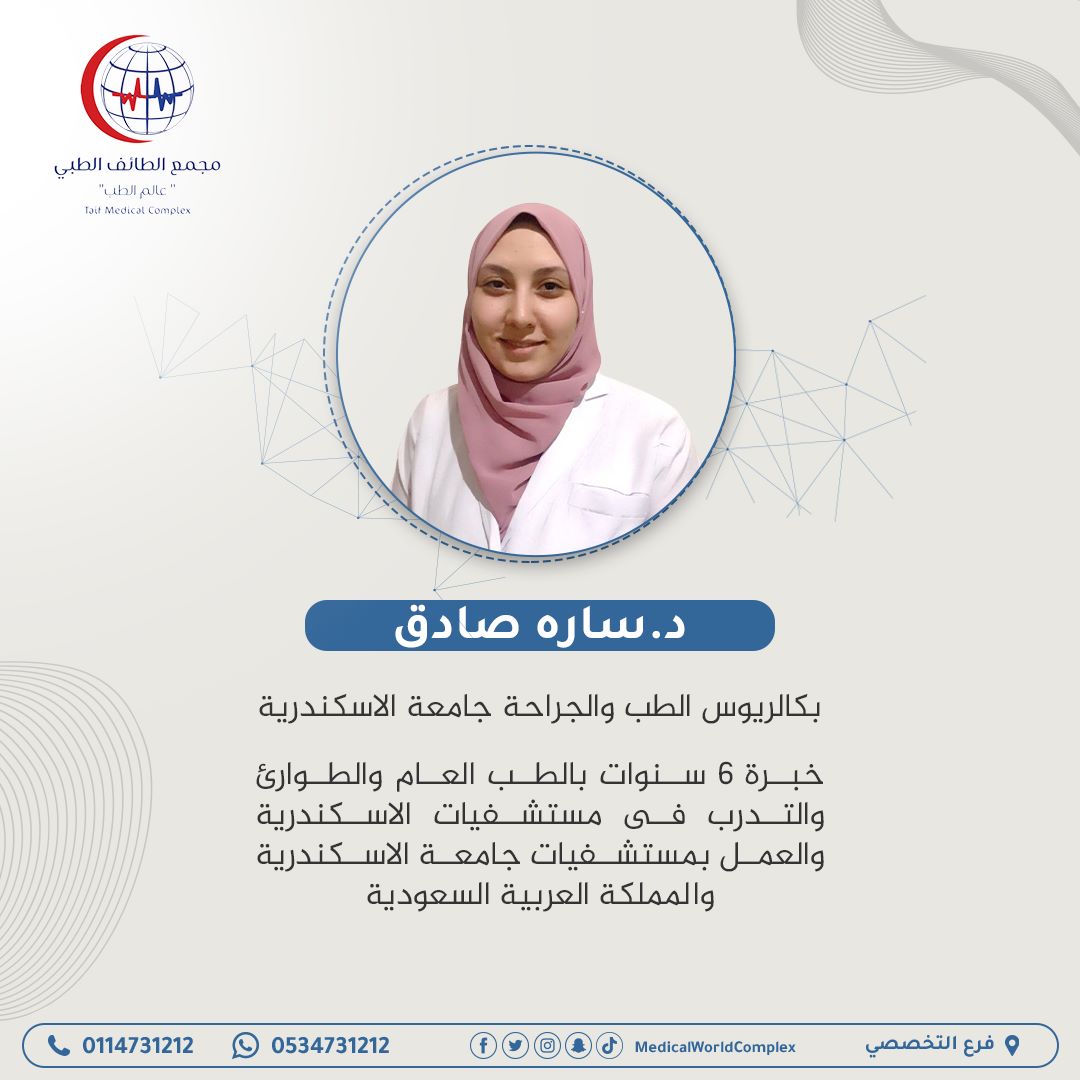 مجمع الطائف الطبي
"عالم الطب"
Taif Medical Complex
د.ساره صادق
بكالريوس الطب والجراحة جامعة الاسكندرية
خبرة 6 سنوات بالطب العام والطوارئ
والتدرب فى مستشفيات الاسكندرية
والعمل بمستشفيات جامعة الاسكندرية
والمملكة العربية السعودية
فرع التخصصي
MedicalWorldComplex
0534731212
0114731212